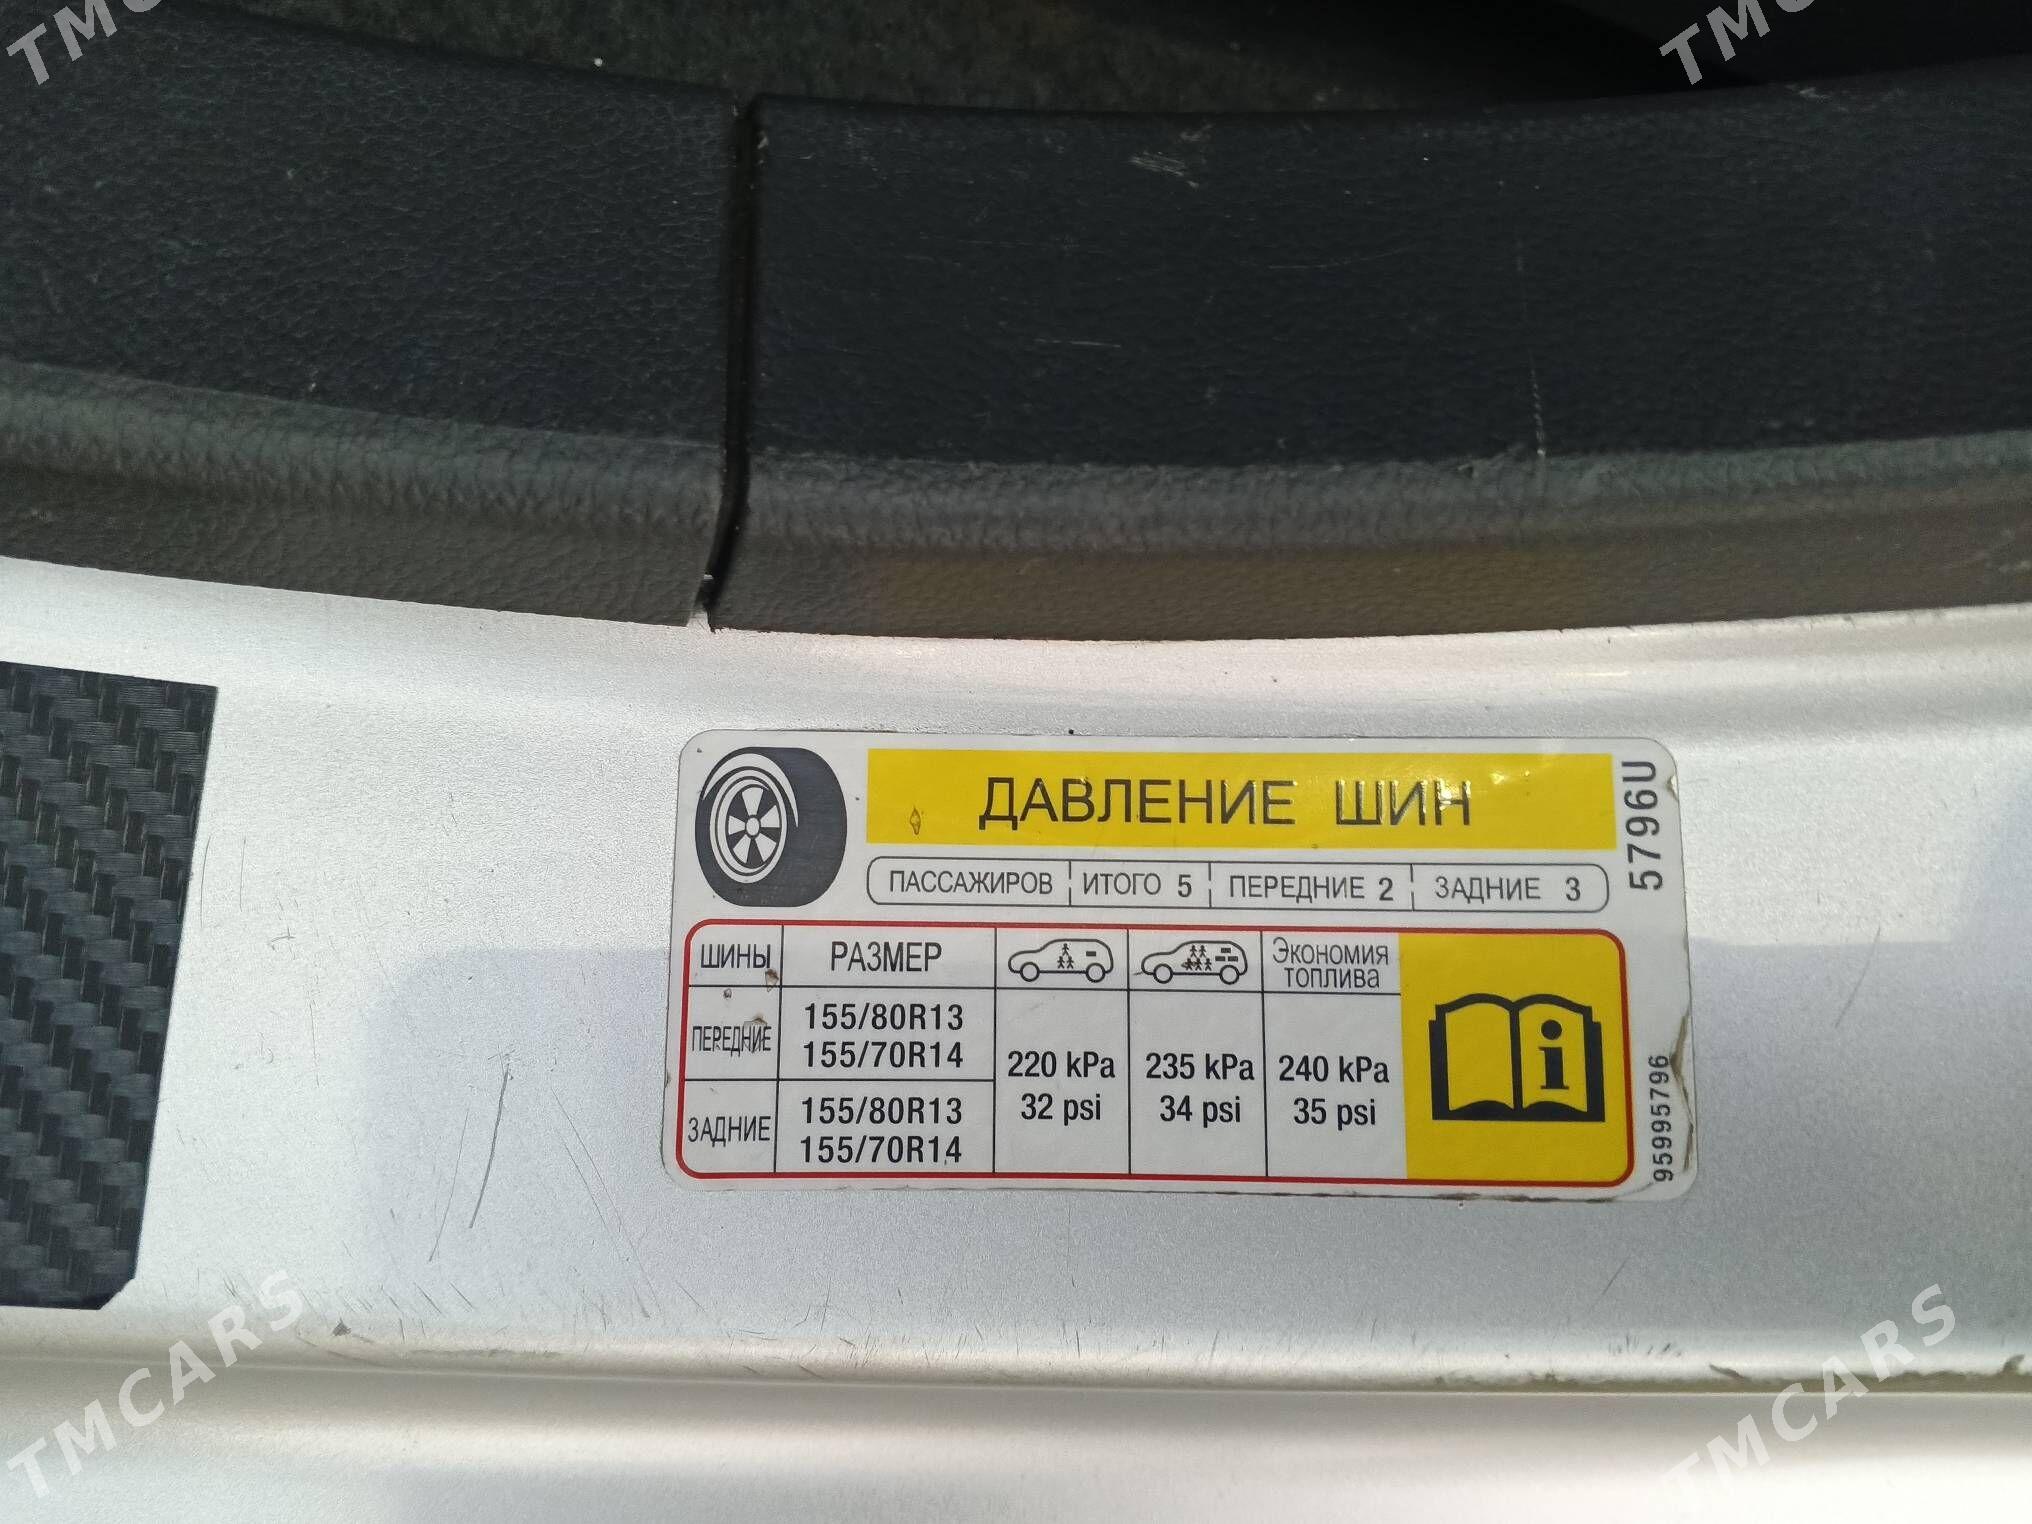 TMCARS
TMCARS
ДАВЛЕНИЕ ШИН
5796U
ПАССАЖИРОВ ИТОГО 5 ПЕРЕДНИЕ 2 ЗАДНИЕ 3
ШИНЫ РАЗМЕР ЭКОНОМИЯ
ТОПЛИВА
ПЕРЕДНИЕ 155/80R13
155/70R14
220 kPa 235 kPa 240 kPa
32 psi 34 psi 35 psi
ЗАДНИЕ 155/80R13
155/70R14
i
95995796
TMCARS
TMCARS